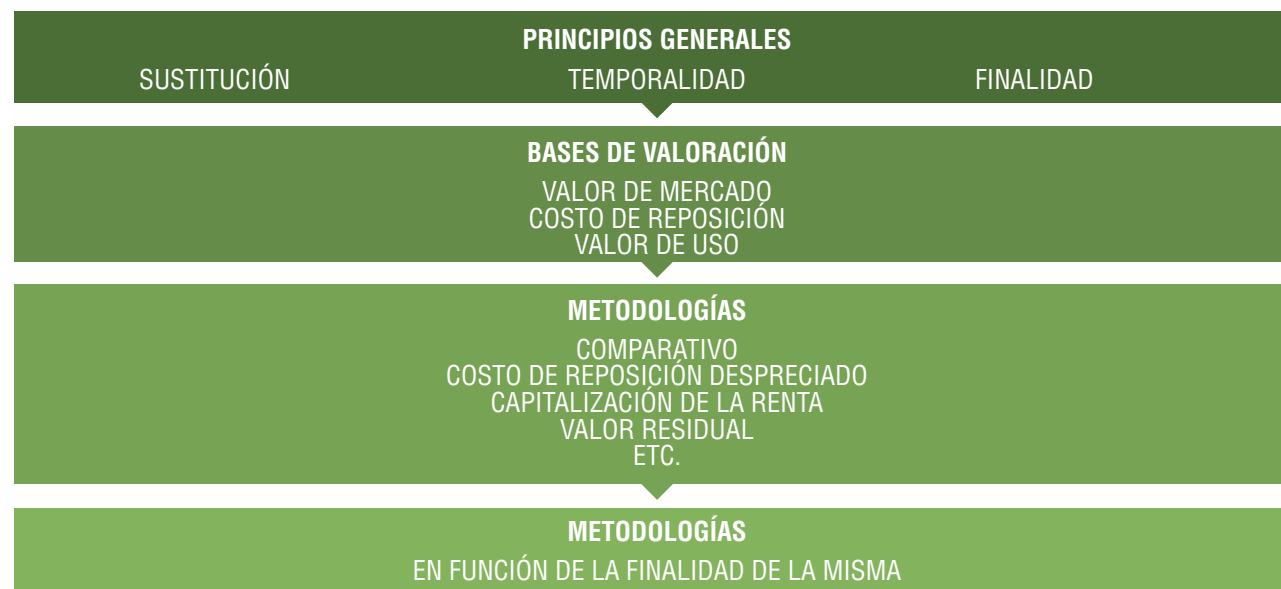 PRINCIPIOS GENERALES
SUSTITUCIÓN TEMPORALIDAD FINALIDAD
BASES DE VALORACIÓN
VALOR DE MERCADO
COSTO DE REPOSICIÓN
VALOR DE USO
METODOLOGÍAS
COMPARATIVO
COSTO DE REPOSICIÓN DESPRECIADO
CAPITALIZACIÓN DE LA RENTA
VALOR RESIDUAL
ETC.
METODOLOGÍAS
EN FUNCIÓN DE LA FINALIDAD DE LA MISMA